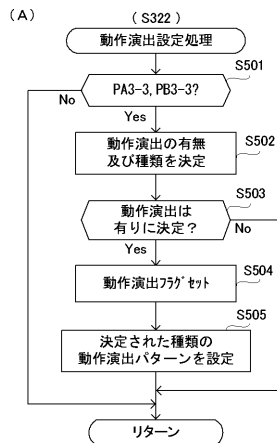 (A)
(S322)
動作演出設定処理
S501
PA3-3,PB3-3?
No
Yes
S502
動作演出の有無
及び種類を決定
S503
動作演出は
有りに決定?
No
Yes
S504
動作演出ﾌﾗｸﾞセット
S505
決定された種類の
動作演出パターンを設定
リターン